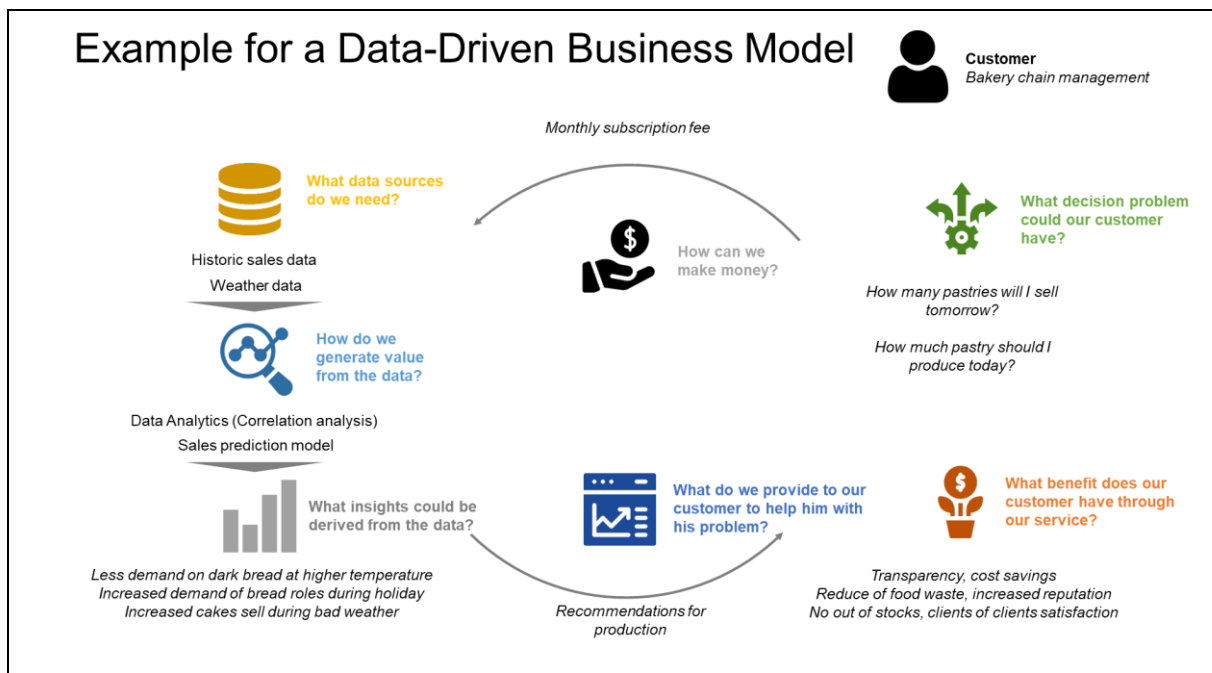 Example for a Data-Driven Business Model
Customer
Bakery chain management
Monthly subscription fee
What data sources
do we need?
Historic sales data
Weather data
How can we
make money?
What decision problem
could our customer
have?
How many pastries will I sell
tomorrow?
How much pastry should I
produce today?
How do we
generate value
from the data?
Data Analytics (Correlation analysis)
Sales prediction model
What insights could be
derived from the data?
Less demand on dark bread at higher temperature
Increased demand of bread roles during holiday
Increased cakes sell during bad weather
What do we provide to our
customer to help him with
his problem?
Recommendations for
production
What benefit does our
customer have through
our service?
Transparency, cost savings
Reduce of food waste, increased reputation
No out of stocks, clients of clients satisfaction